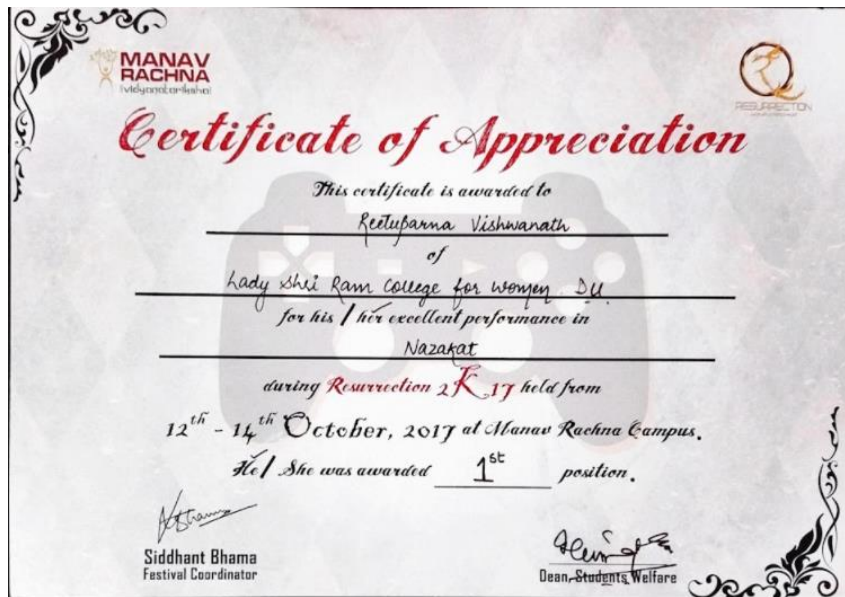 MANAV
RACHNA
RESURRECTION
Certificate of Appreciation
This certificate is awarded to
Reetuparna Vishwanath
of
Lady Shri Ram College for Women DU.
for his / her excellent performance in
Nazakat
during Resurrection 2K17 held from
12th - 14th October, 2017 at Manav Rachna Campus.
He / She was awarded 1st position.
Siddhant Bhama
Festival Coordinator
Dean, Students Welfare